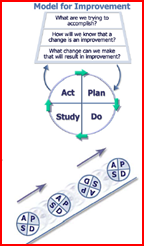 Model for Improvement
What are we trying to
accomplish?
How will we know that a
change is an improvement?
What change can we make
that will result in improvement?
Act Plan
Study Do
A P
S D
A P
S D
A P
S D
A P
S D